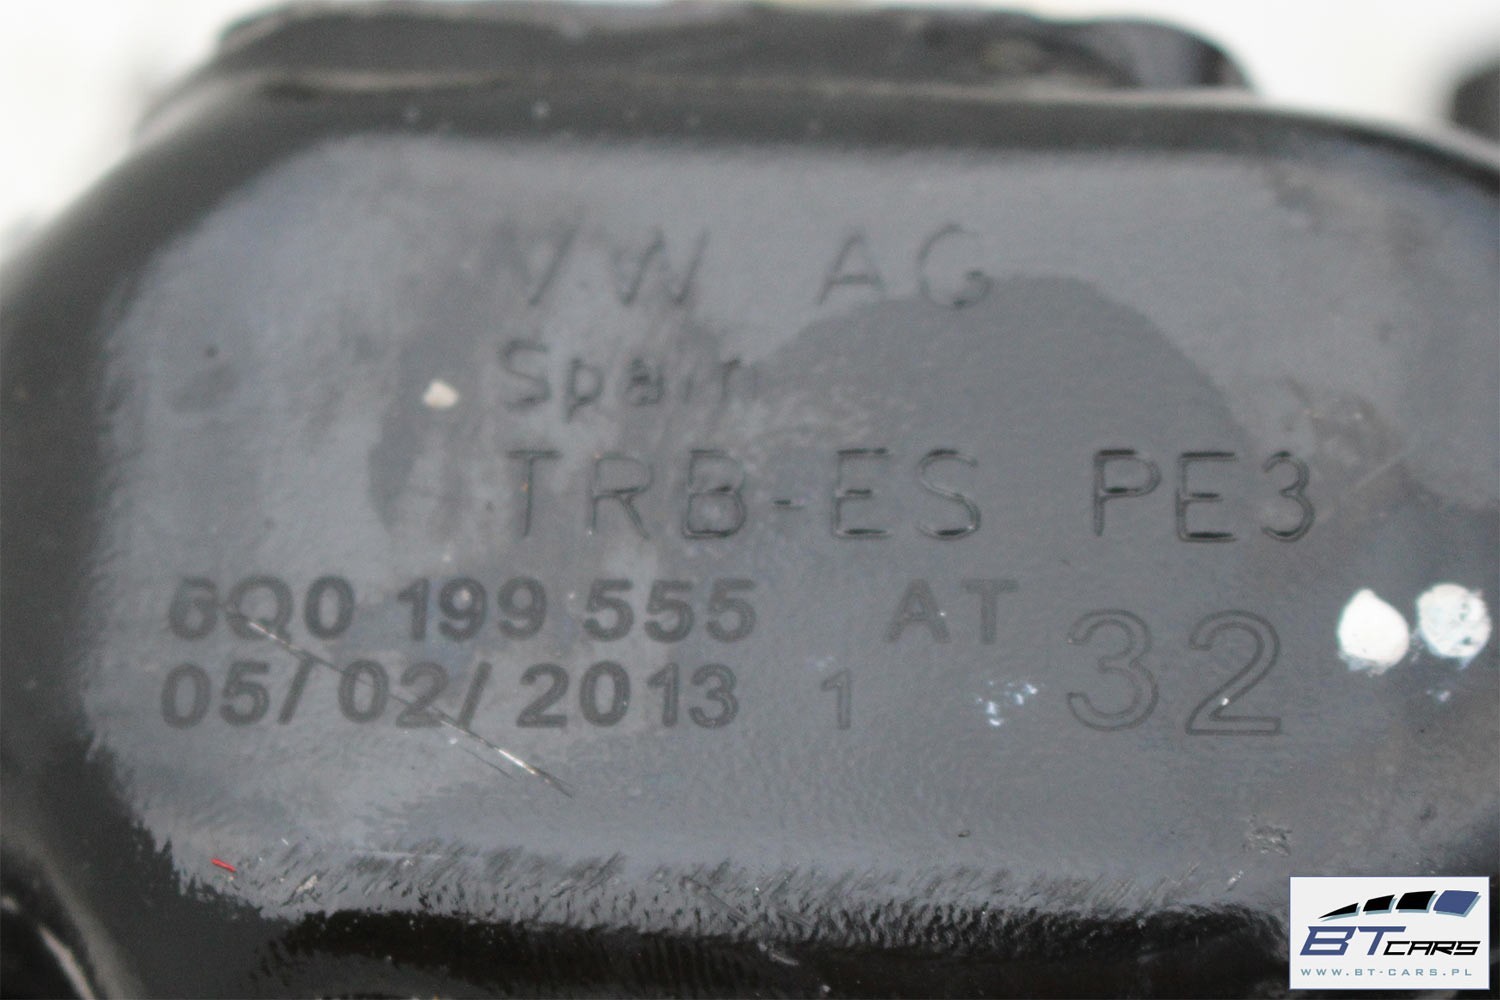 VW AG
Spain
TRB-ES PE3
6Q0 199 555 AT
05/02/2013 1 32
BT CARS
WWW.BT-CARS.PL